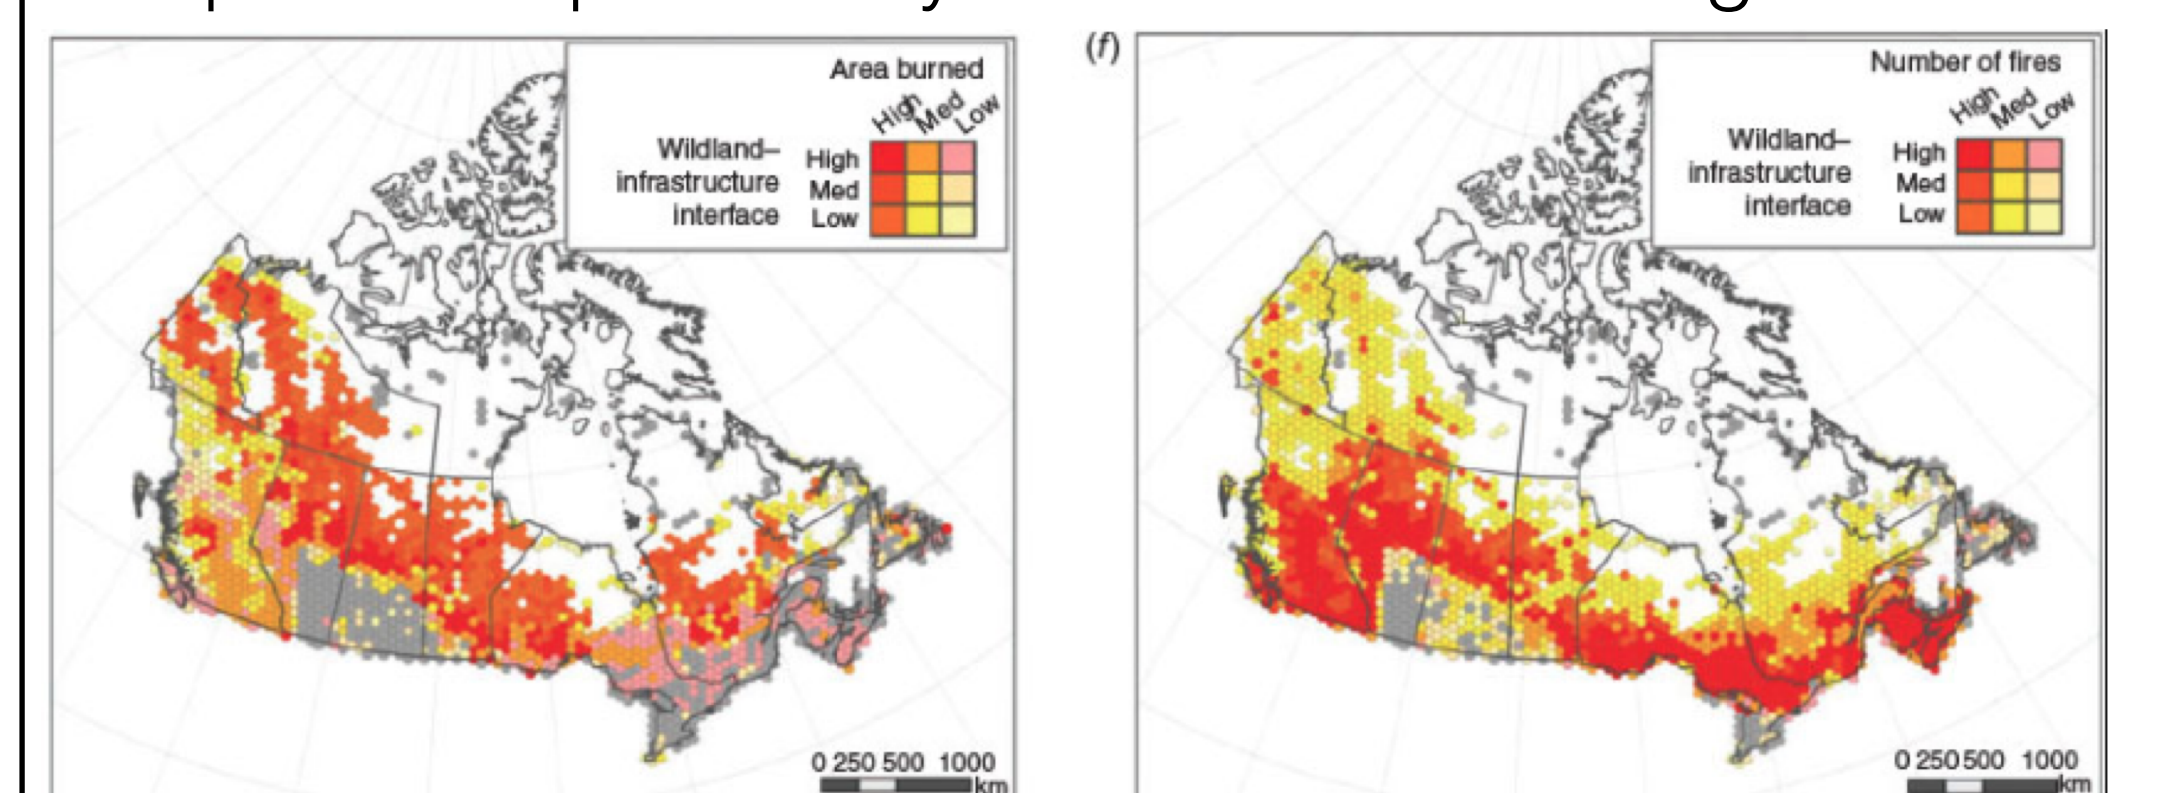 Area burned
High Med Low
Wildland–
infrastructure
interface
High
Med
Low
0 250 500 1000
km
(f)
Number of fires
High Med Low
Wildland–
infrastructure
interface
High
Med
Low
0 250 500 1000
km